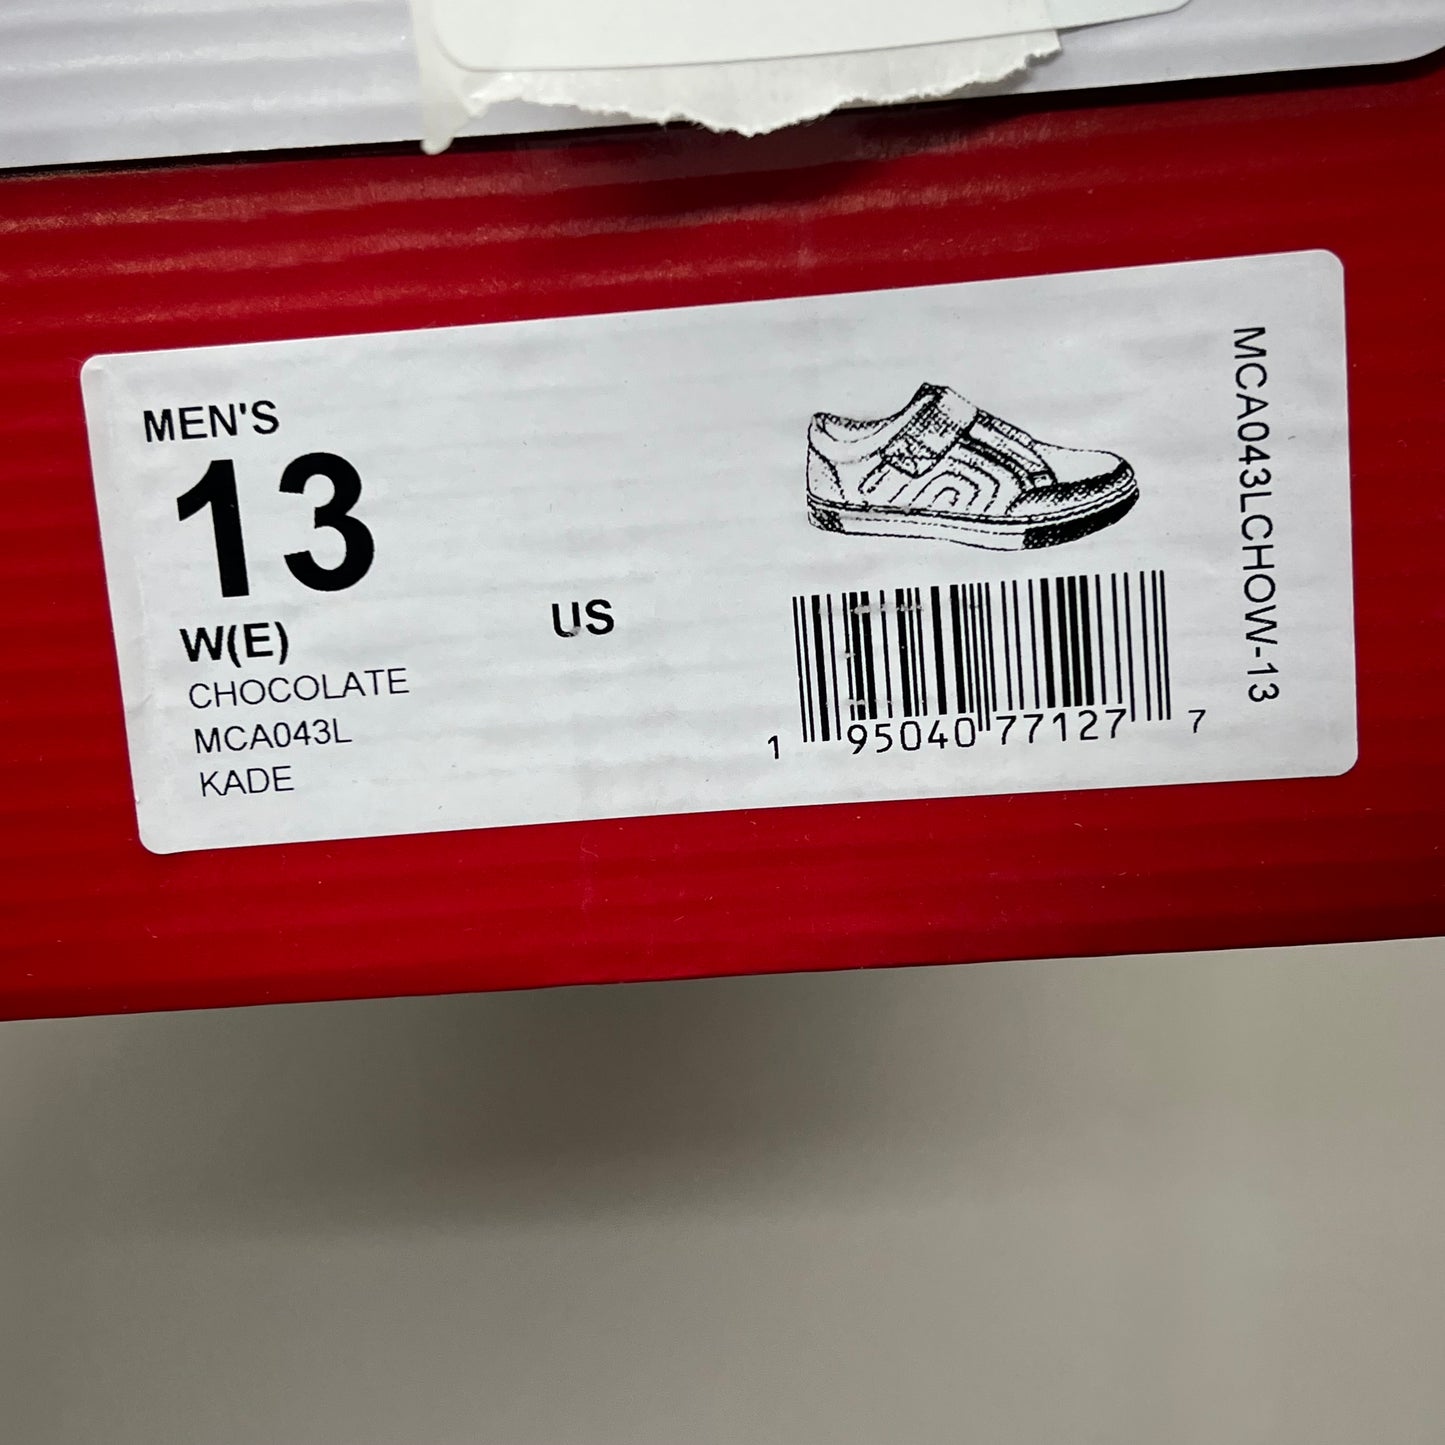 MEN'S
13
W(E)
US
CHOCOLATE
MCA043L
KADE
1 95040 77127 7
MCA043LCHOW-13